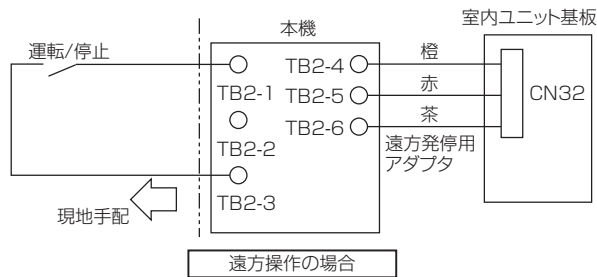 室内ユニット基板
本機
運転/停止
TB2-4
橙
TB2-1
TB2-5
赤
CN32
TB2-6
茶
TB2-2
遠方発停用
アダプタ
TB2-3
現地手配
遠方操作の場合